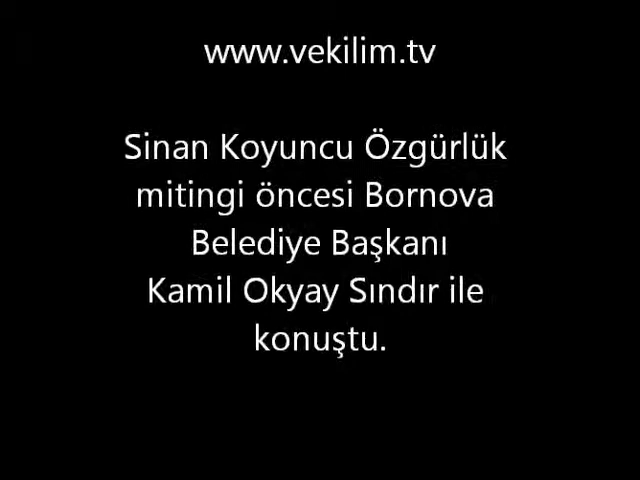 www.vekilim.tv
Sinan Koyuncu Özgürlük
mitingi öncesi Bornova
Belediye Başkanı
Kamil Okyay Sındır ile
konuştu.